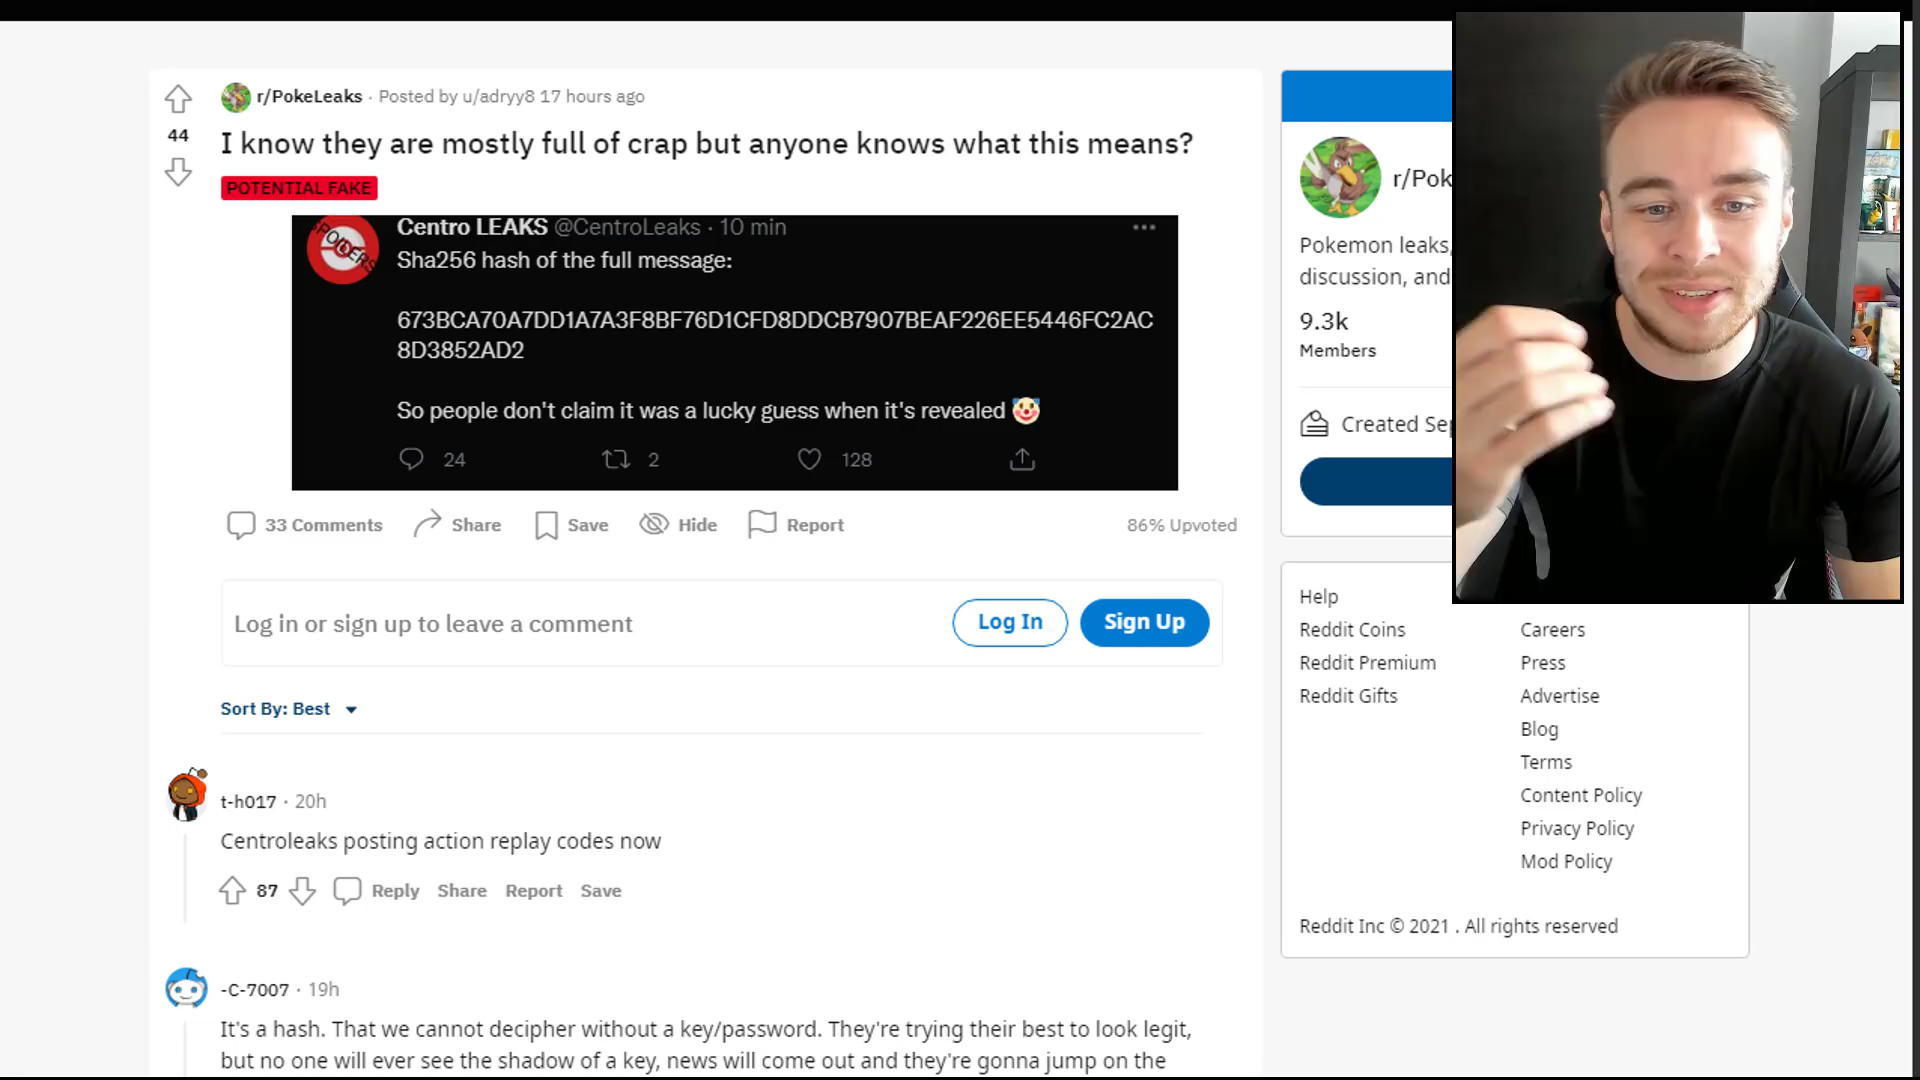 r/PokeLeaks · Posted by u/adryy8 17 hours ago
44
I know they are mostly full of crap but anyone knows what this means?
POTENTIAL FAKE
Centro LEAKS @CentroLeaks · 10 min
Sha256 hash of the full message:
673BCA70A7DD1A7A3F8BF76D1CFD8DDCB7907BEAF226EE5446FC2AC
8D3852AD2
So people don't claim it was a lucky guess when it's revealed 🤡
24 2 128
33 Comments Share Save Hide Report 86% Upvoted
Log in or sign up to leave a comment Log In Sign Up
Sort By: Best
t-h017 · 20h
Centroleaks posting action replay codes now
87 Reply Share Report Save
-C-7007 · 19h
It's a hash. That we cannot decipher without a key/password. They're trying their best to look legit,
but no one will ever see the shadow of a key, news will come out and they're gonna jump on the
r/Pok
Pokemon leaks,
discussion, and
9.3k
Members
Created Se
Help
Reddit Coins
Reddit Premium
Reddit Gifts
Careers
Press
Advertise
Blog
Terms
Content Policy
Privacy Policy
Mod Policy
Reddit Inc © 2021 . All rights reserved